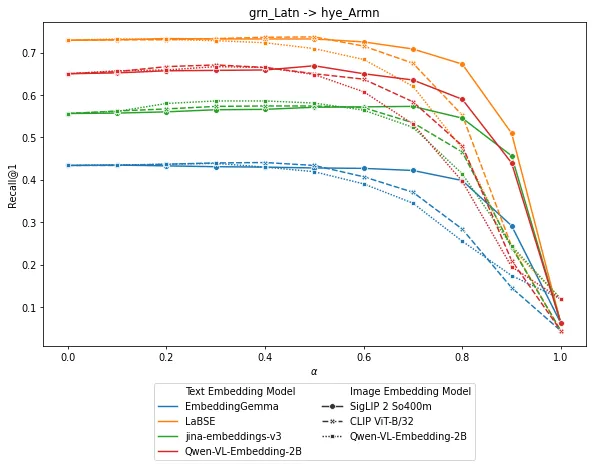 grn_Latn -> hye_Armn
Recall@1
0.7
0.6
0.5
0.4
0.3
0.2
0.1
0.0
0.2
0.4
0.6
0.8
1.0
α
Text Embedding Model
EmbeddingGemma
LaBSE
jina-embeddings-v3
Qwen-VL-Embedding-2B
Image Embedding Model
SigLIP 2 So400m
CLIP ViT-B/32
Qwen-VL-Embedding-2B